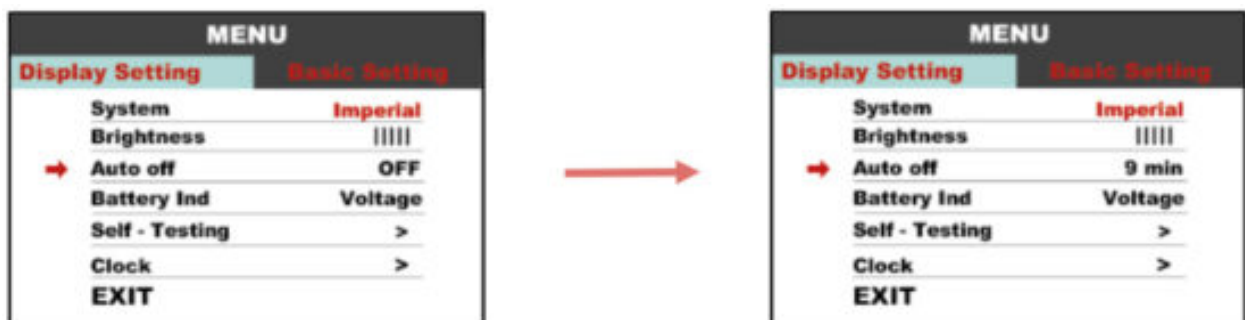 MENU
Display Setting Basic Setting
System Imperial
Brightness
Auto off OFF
Battery Ind Voltage
Self - Testing >
Clock >
EXIT
MENU
Display Setting Basic Setting
System Imperial
Brightness
Auto off 9 min
Battery Ind Voltage
Self - Testing >
Clock >
EXIT